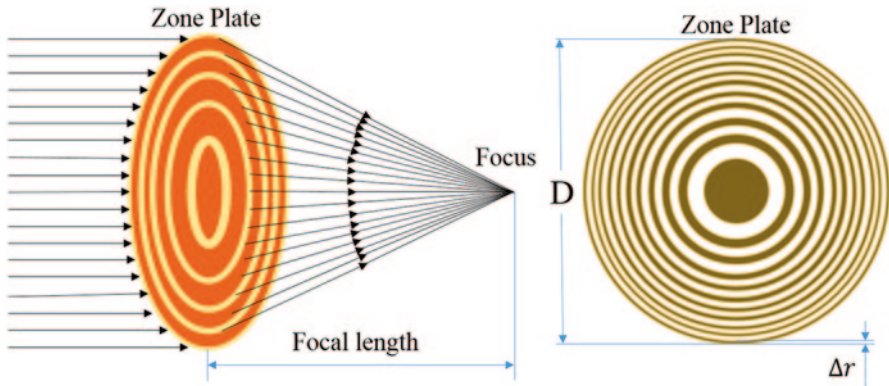 Zone Plate
Focus
Focal length
Zone Plate
D
Δr